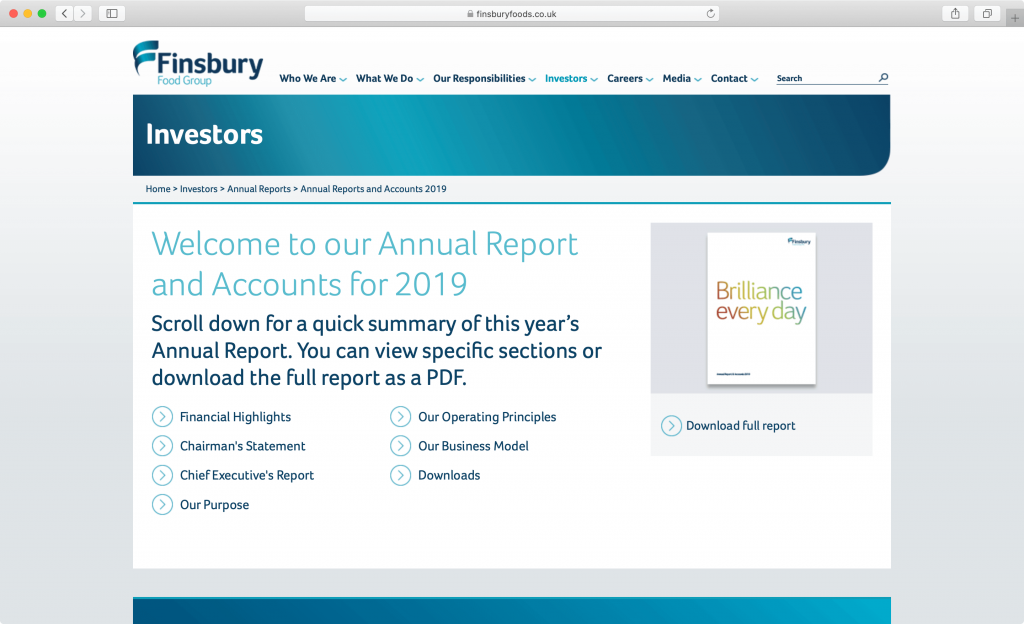 finsburyfoods.co.uk
Finsbury
Food Group
Who We Are What We Do Our Responsibilities Investors Careers Media Contact Search
Investors
Home > Investors > Annual Reports > Annual Reports and Accounts 2019
Welcome to our Annual Report
and Accounts for 2019
Scroll down for a quick summary of this year’s
Annual Report. You can view specific sections or
download the full report as a PDF.
Financial Highlights
Chairman's Statement
Chief Executive's Report
Our Purpose
Our Operating Principles
Our Business Model
Downloads
Finsbury
Brilliance
every day
Download full report